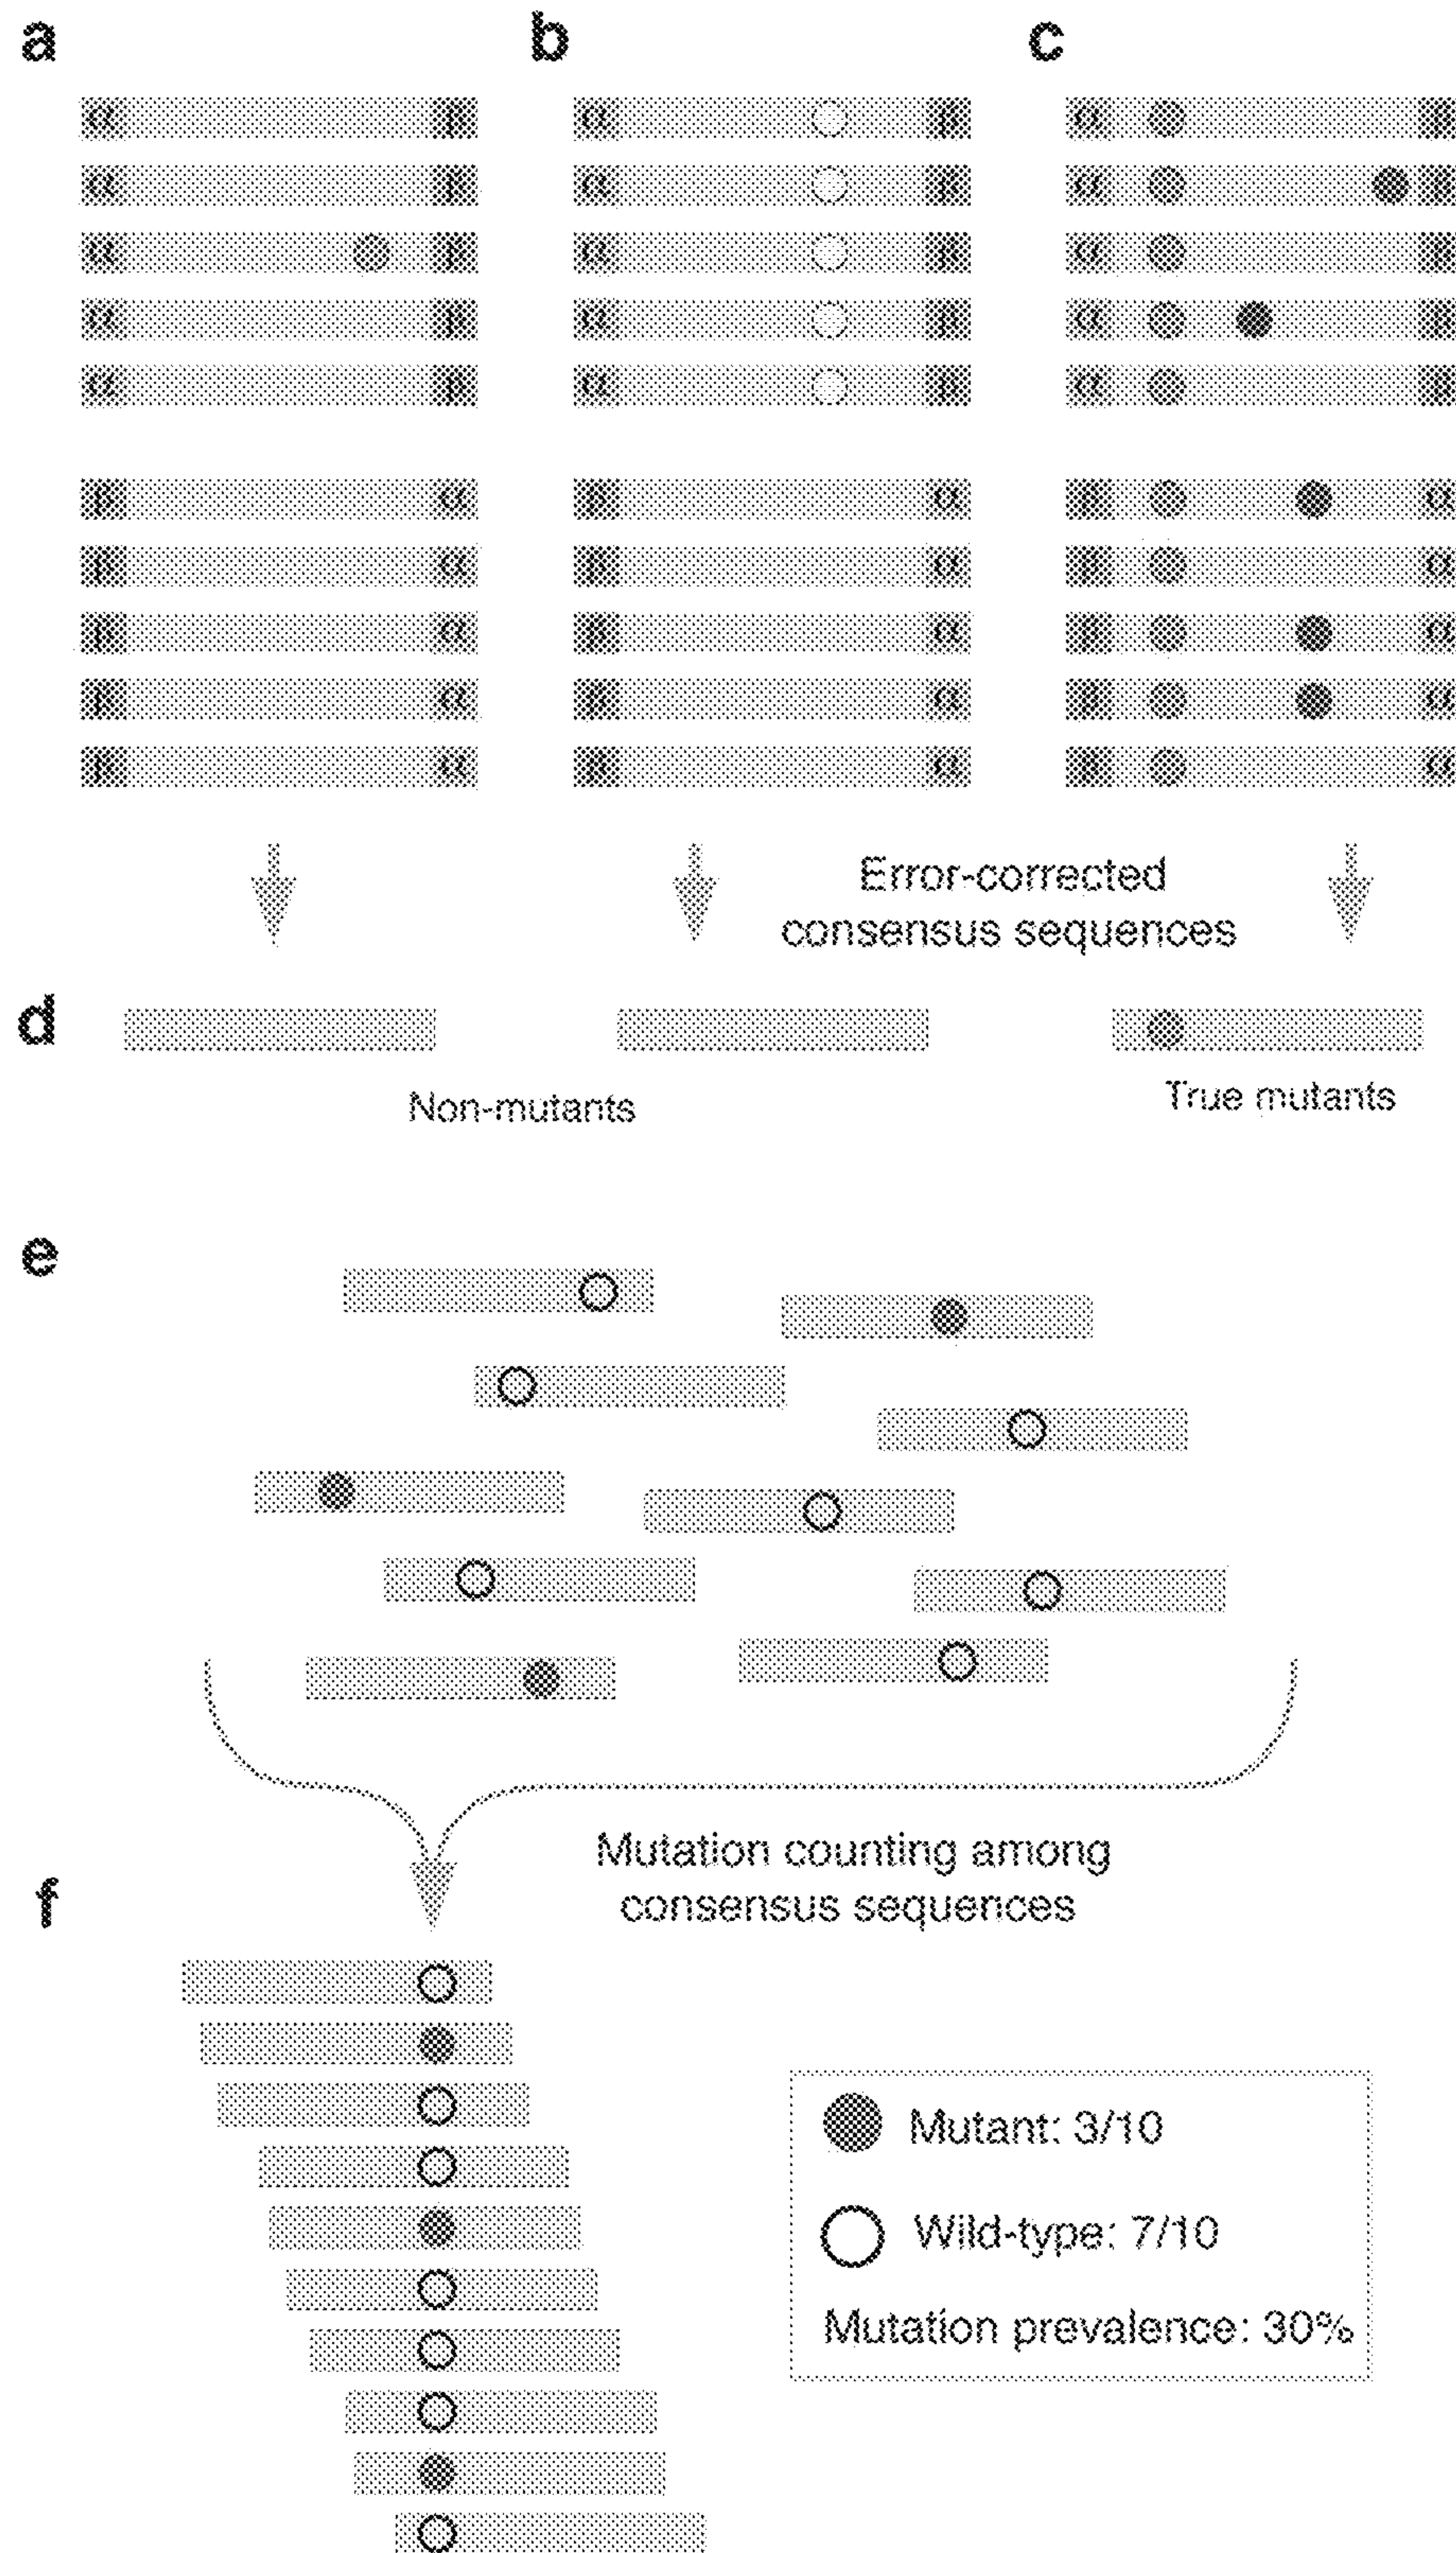 a b c
α β α β α β
α β α β α β
α β α β α β
α β α β α β
α β α β α β
β α β α β α
β α β α β α
β α β α β α
β α β α β α
β α β α β α
Error-corrected
consensus sequences
d
Non-mutants
True mutants
e
Mutation counting among
consensus sequences
f
Mutant: 3/10
Wild-type: 7/10
Mutation prevalence: 30%